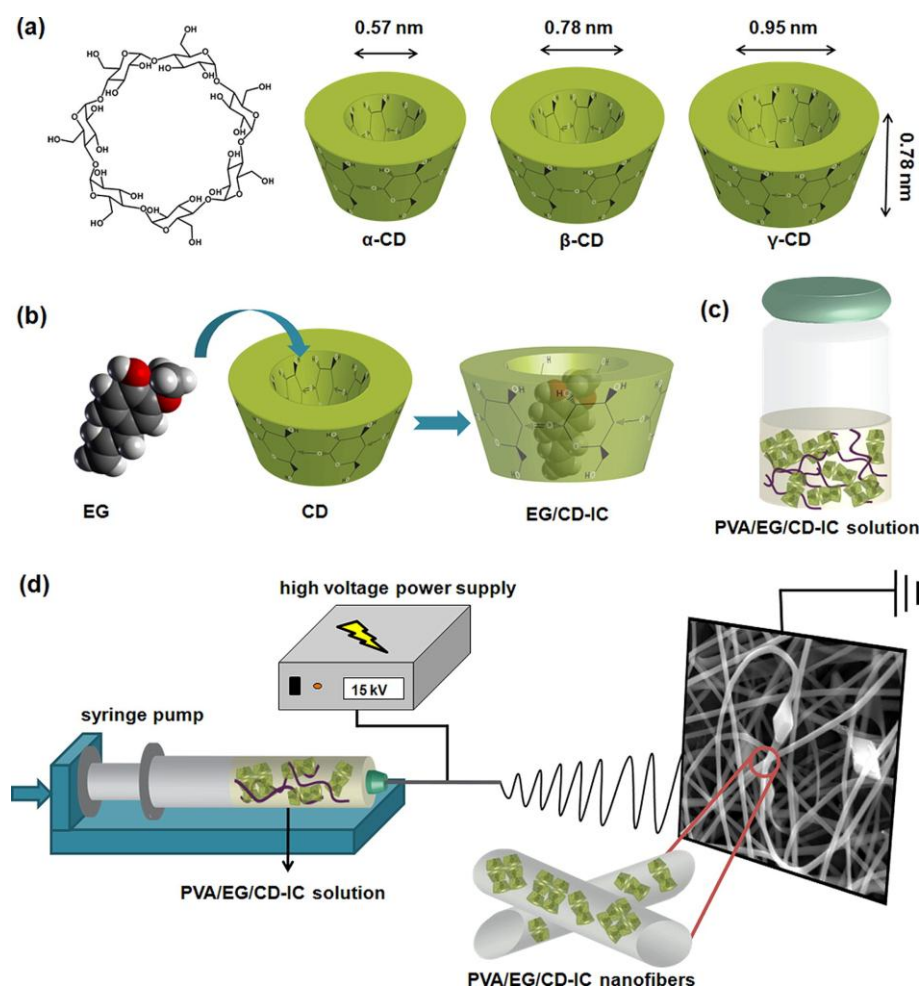 (a)
0.57 nm
0.78 nm
0.95 nm
0.78 nm
α-CD
β-CD
γ-CD
(b)
EG
CD
EG/CD-IC
(c)
PVA/EG/CD-IC solution
(d)
high voltage power supply
15 kV
syringe pump
PVA/EG/CD-IC solution
PVA/EG/CD-IC nanofibers